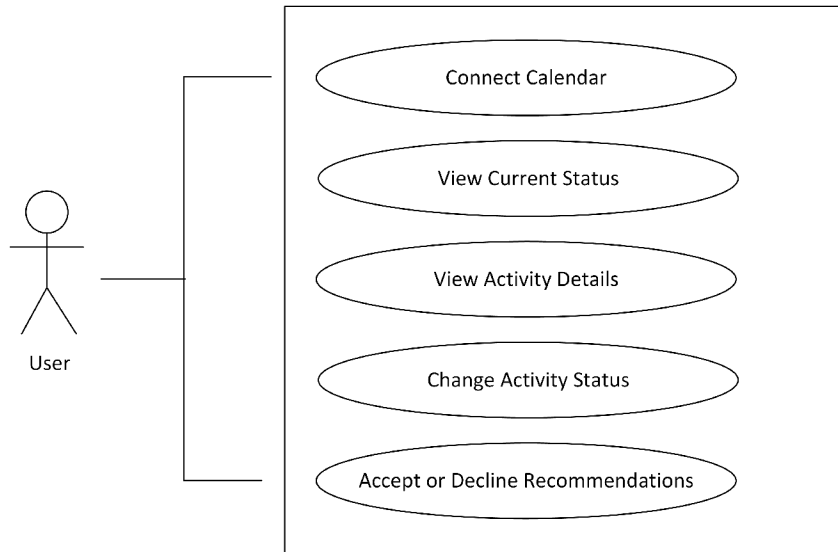 Connect Calendar
View Current Status
View Activity Details
Change Activity Status
User
Accept or Decline Recommendations